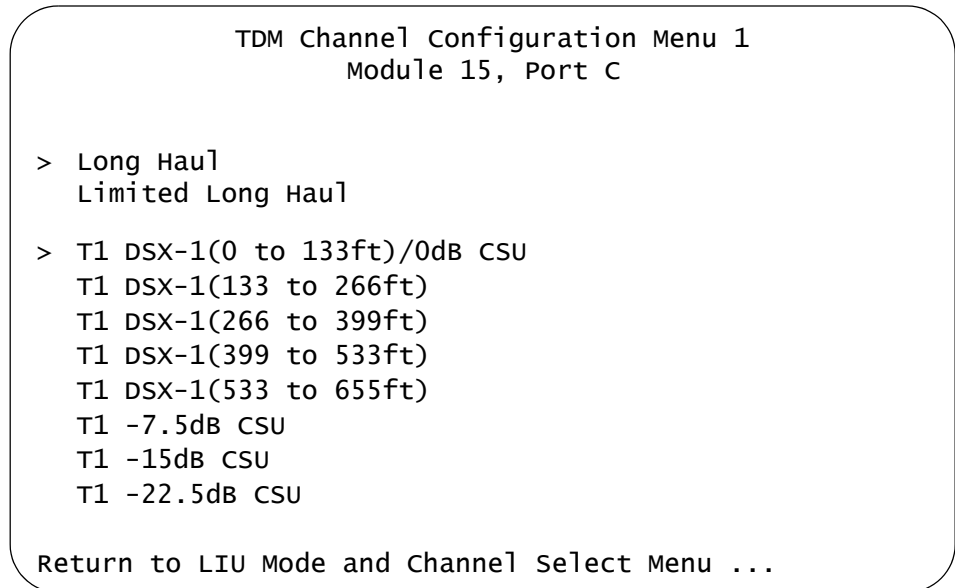 TDM Channel Configuration Menu 1
Module 15, Port C
> Long Haul
Limited Long Haul
> T1 DSX-1(0 to 133ft)/0dB CSU
T1 DSX-1(133 to 266ft)
T1 DSX-1(266 to 399ft)
T1 DSX-1(399 to 533ft)
T1 DSX-1(533 to 655ft)
T1 -7.5dB CSU
T1 -15dB CSU
T1 -22.5dB CSU
Return to LIU Mode and Channel Select Menu ...